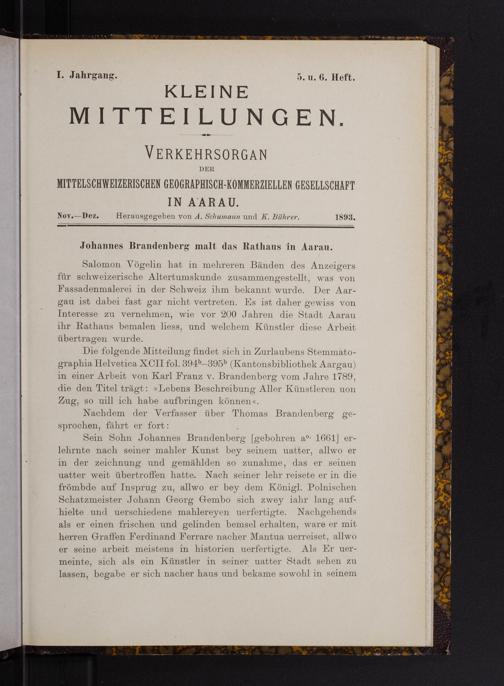 I. Jahrgang. 5. u. 6. Heft.
KLEINE
MITTEILUNGEN.
VERKEHRSORGAN
DER
MITTELSCHWEIZERISCHEN GEOGRAPHISCH-KOMMERZIELLEN GESELLSCHAFT
IN AARAU.
Nov.—Dez. Herausgegeben von A. Schumann und K. Bührer. 1893.
Johannes Brandenberg malt das Rathaus in Aarau.
Salomon Vögelin hat in mehreren Bänden des Anzeigers
für schweizerische Altertumskunde zusammengestellt, was von
Fassadenmalerei in der Schweiz ihm bekannt wurde. Der Aar-
gau ist dabei fast gar nicht vertreten. Es ist daher gewiss von
Interesse zu vernehmen, wie vor 200 Jahren die Stadt Aarau
ihr Rathaus bemalen liess, und welchem Künstler diese Arbeit
übertragen wurde.
Die folgende Mitteilung findet sich in Zurlaubens Stemmato-
graphia Helvetica XCII fol. 394ᵇ–395ᵇ (Kantonsbibliothek Aargau)
in einer Arbeit von Karl Franz v. Brandenberg vom Jahre 1789,
die den Titel trägt: »Lebens Beschreibung Aller Künstleren uon
Zug, so uill ich habe aufbringen können«.
Nachdem der Verfasser über Thomas Brandenberg ge-
sprochen, fährt er fort:
Sein Sohn Johannes Brandenberg [gebohren aº 1661] er-
lehrnte nach seiner mahler Kunst bey seinem uatter, allwo er
in der zeichnung und gemählden so zunahme, das er seinen
uatter weit übertroffen hatte. Nach seiner lehr reisete er in die
frömbde auf Insprug zu, allwo er bey dem Königl. Polnischen
Schatzmeister Johann Georg Gembo sich zwey iahr lang auf-
hielte und uerschiedene mahlereyen uerfertigte. Nachgehends
als er einen frischen und gelinden bemsel erhalten, ware er mit
herren Graffen Ferdinand Ferrare nacher Mantua uerreiset, allwo
er seine arbeit meistens in historien uerfertigte. Als Er uer-
meinte, sich als ein Künstler in seiner uatter Stadt sehen zu
lassen, begabe er sich nacher haus und bekame sowohl in seinem